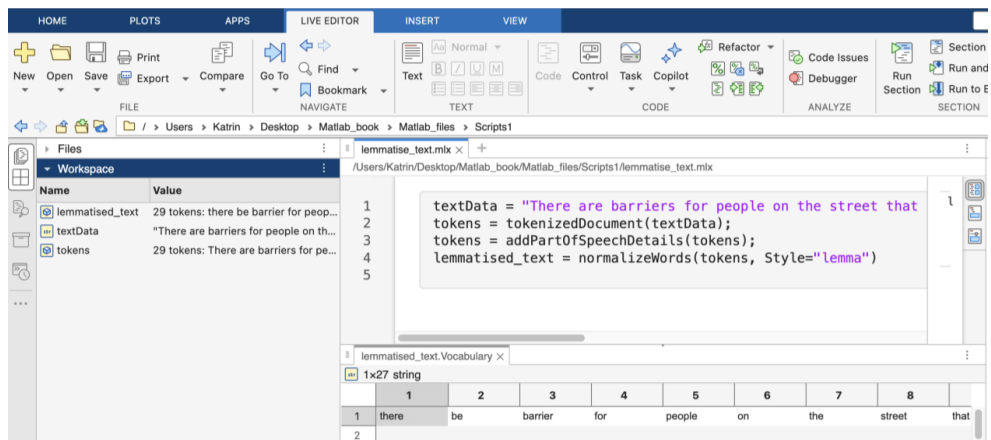 HOME PLOTS APPS LIVE EDITOR INSERT VIEW
New Open Save Print Export Compare
FILE
Go To Find Bookmark
NAVIGATE
Text Aa Normal B I U M
TEXT
Code Control Task Copilot Refactor
CODE
Code Issues Debugger
ANALYZE
Run Section Section Run and Run to E
SECTION
/ > Users > Katrin > Desktop > Matlab_book > Matlab_files > Scripts1
Files
Workspace
Name Value
lemmatised_text 29 tokens: there be barrier for peop...
textData "There are barriers for people on th...
tokens 29 tokens: There are barriers for pe...
lemmatise_text.mlx
/Users/Katrin/Desktop/Matlab_book/Matlab_files/Scripts1/lemmatise_text.mlx
1 textData = "There are barriers for people on the street that
2 tokens = tokenizedDocument(textData);
3 tokens = addPartOfSpeechDetails(tokens);
4 lemmatised_text = normalizeWords(tokens, Style="lemma")
5
l
lemmatised_text.Vocabulary
1×27 string
1 2 3 4 5 6 7 8
1 there be barrier for people on the street that
2